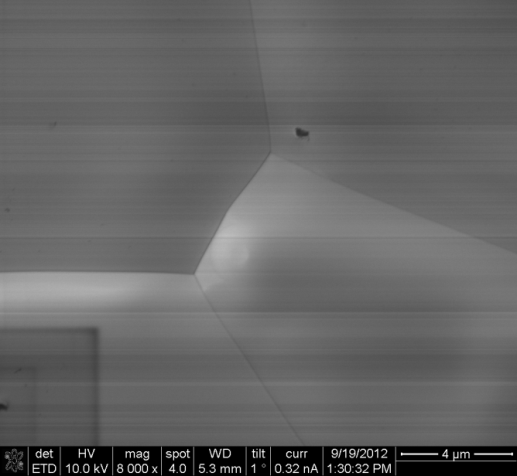 det HV mag spot WD tilt curr 9/19/2012 4 µm
ETD 10.0 kV 8 000 x 4.0 5.3 mm 1 ° 0.32 nA 1:30:32 PM